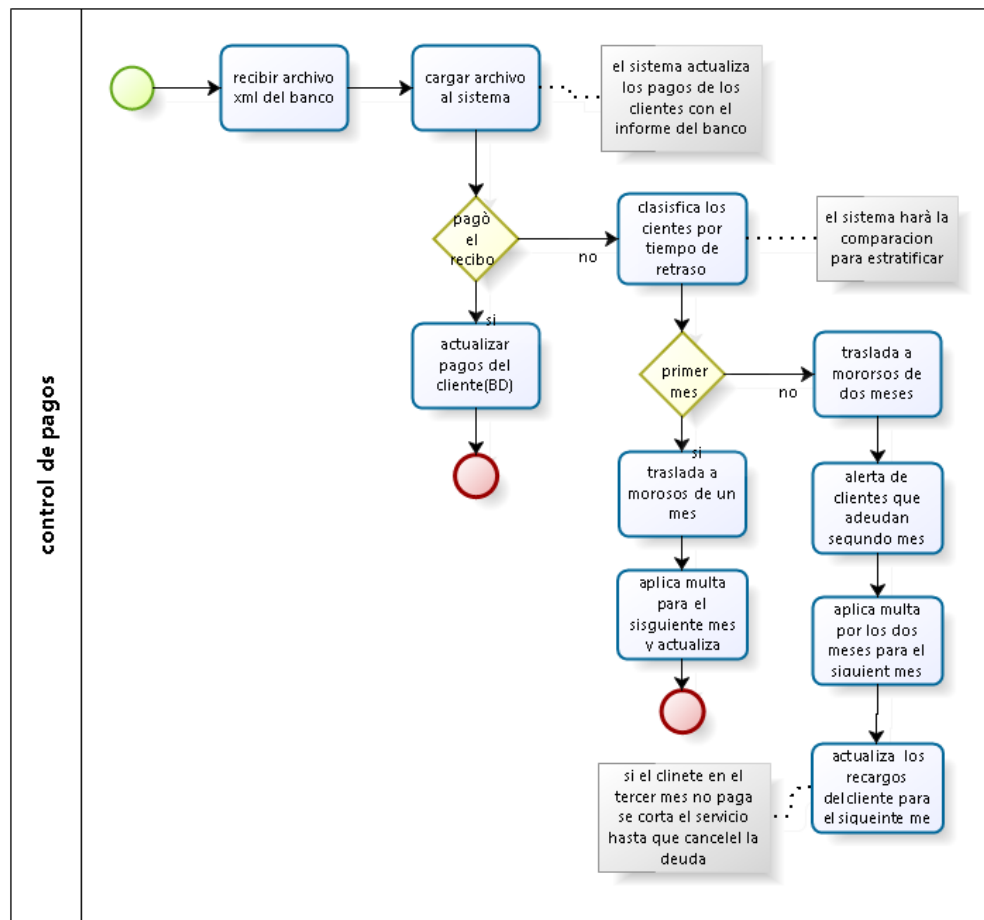 control de pagos
recibir archivo
xml del banco
cargar archivo
al sistema
el sistema actualiza
los pagos de los
clientes con el
informe del banco
pagò
el
recibo
no
clasisfica los
cientes por
tiempo de
retraso
el sistema harà la
comparacion
para estratificar
si
actualizar
pagos del
cliente(BD)
primer
mes
no
traslada a
mororsos de
dos meses
si
traslada a
morosos de un
mes
alerta de
clientes que
adeudan
segundo mes
aplica multa
para el
sisguiente mes
y actualiza
aplica multa
por los dos
meses para el
siguient mes
actualiza los
recargos
del cliente para
el sigueinte me
si el clinete en el
tercer mes no paga
se corta el servicio
hasta que cancelel la
deuda